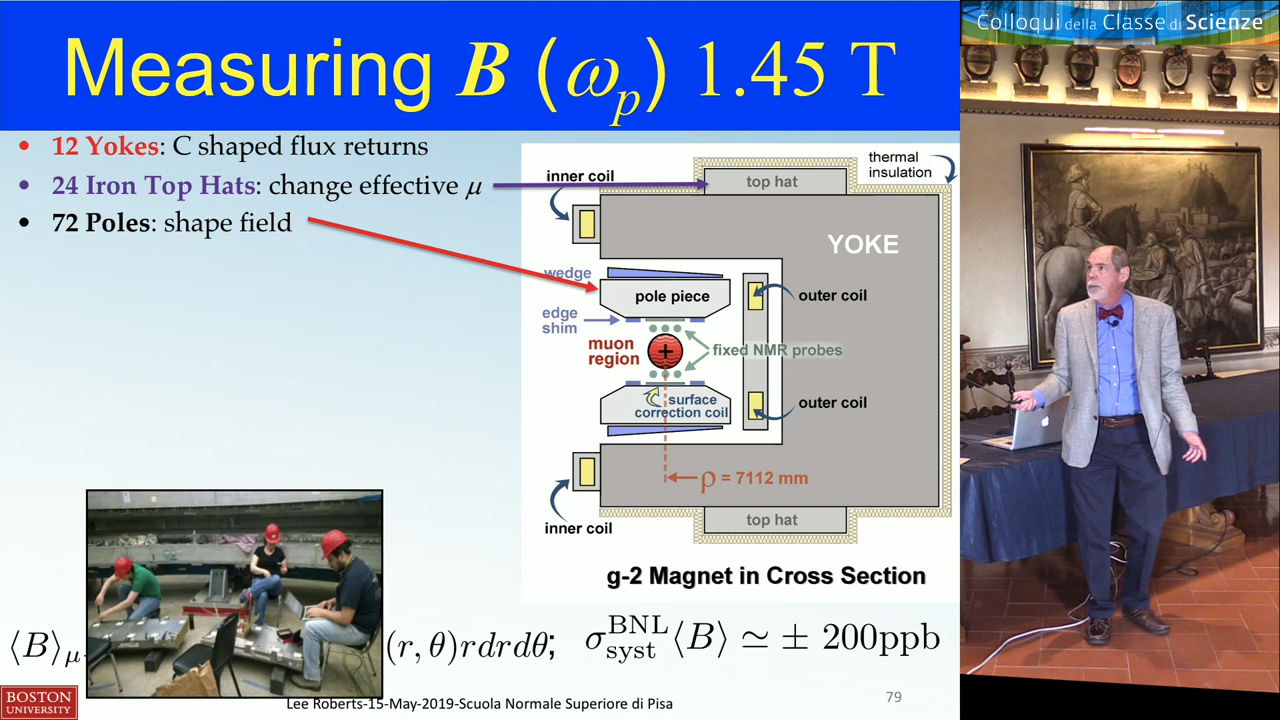 Measuring B (ωp) 1.45 T
Colloqui della Classe di Scienze
• 12 Yokes: C shaped flux returns
• 24 Iron Top Hats: change effective μ
• 72 Poles: shape field
thermal
insulation
inner coil
top hat
YOKE
wedge
pole piece
outer coil
edge
shim
muon
region
fixed NMR probes
surface
correction coil
outer coil
ρ = 7112 mm
inner coil
top hat
g-2 Magnet in Cross Section
⟨B⟩μ (r, θ)rdrdθ; σ syst BNL ⟨B⟩ ≃ ± 200ppb
BOSTON
UNIVERSITY
Lee Roberts-15-May-2019-Scuola Normale Superiore di Pisa
79